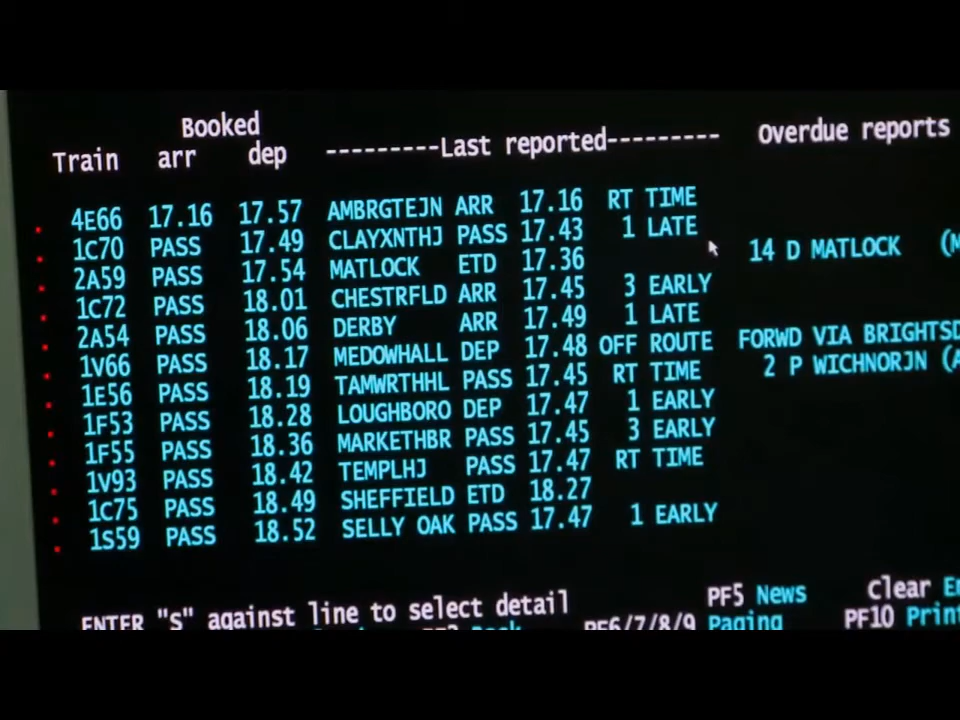 Booked
Train arr dep ---------Last reported--------- Overdue reports
4E66 17.16 17.57 AMBRGTEJN ARR 17.16 RT TIME
1C70 PASS 17.49 CLAYXNTHJ PASS 17.43 1 LATE
2A59 PASS 17.54 MATLOCK ETD 17.36 14 D MATLOCK (M
1C72 PASS 18.01 CHESTRFLD ARR 17.45 3 EARLY
2A54 PASS 18.06 DERBY ARR 17.49 1 LATE
1V66 PASS 18.17 MEDOWHALL DEP 17.48 OFF ROUTE FORWD VIA BRIGHTSD
1E56 PASS 18.19 TAMWRTHHL PASS 17.45 RT TIME 2 P WICHNORJN (A
1F53 PASS 18.28 LOUGHBORO DEP 17.47 1 EARLY
1F55 PASS 18.36 MARKETHBR PASS 17.45 3 EARLY
1V93 PASS 18.42 TEMPLHJ PASS 17.47 RT TIME
1C75 PASS 18.49 SHEFFIELD ETD 18.27
1S59 PASS 18.52 SELLY OAK PASS 17.47 1 EARLY
ENTER "S" against line to select detail PF5 News Clear
PF6/7/8/9 Paging PF10 Print